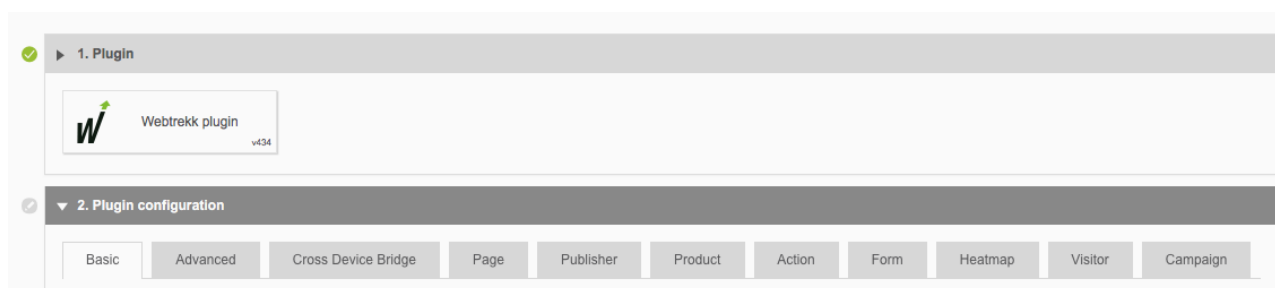 1. Plugin
Webtrekk plugin
v434
2. Plugin configuration
Basic Advanced Cross Device Bridge Page Publisher Product Action Form Heatmap Visitor Campaign